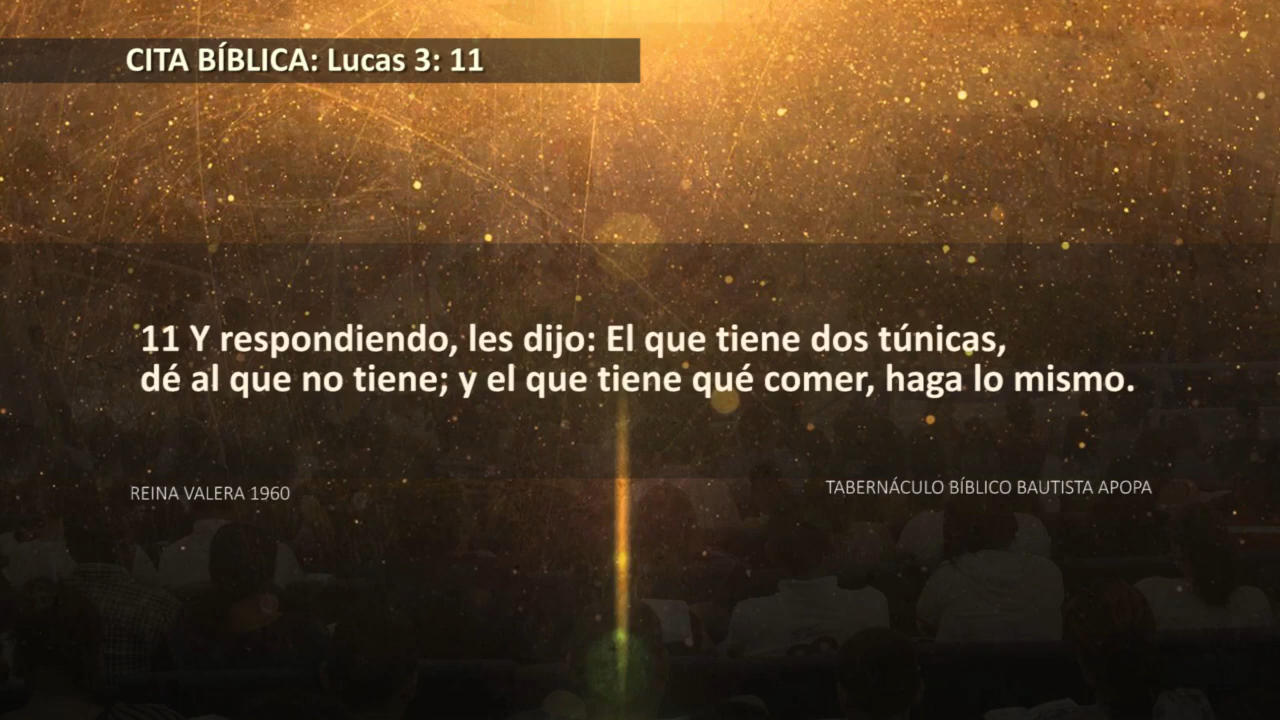 CITA BÍBLICA: Lucas 3: 11
11 Y respondiendo, les dijo: El que tiene dos túnicas,
dé al que no tiene; y el que tiene qué comer, haga lo mismo.
REINA VALERA 1960
TABERNÁCULO BÍBLICO BAUTISTA APOPA